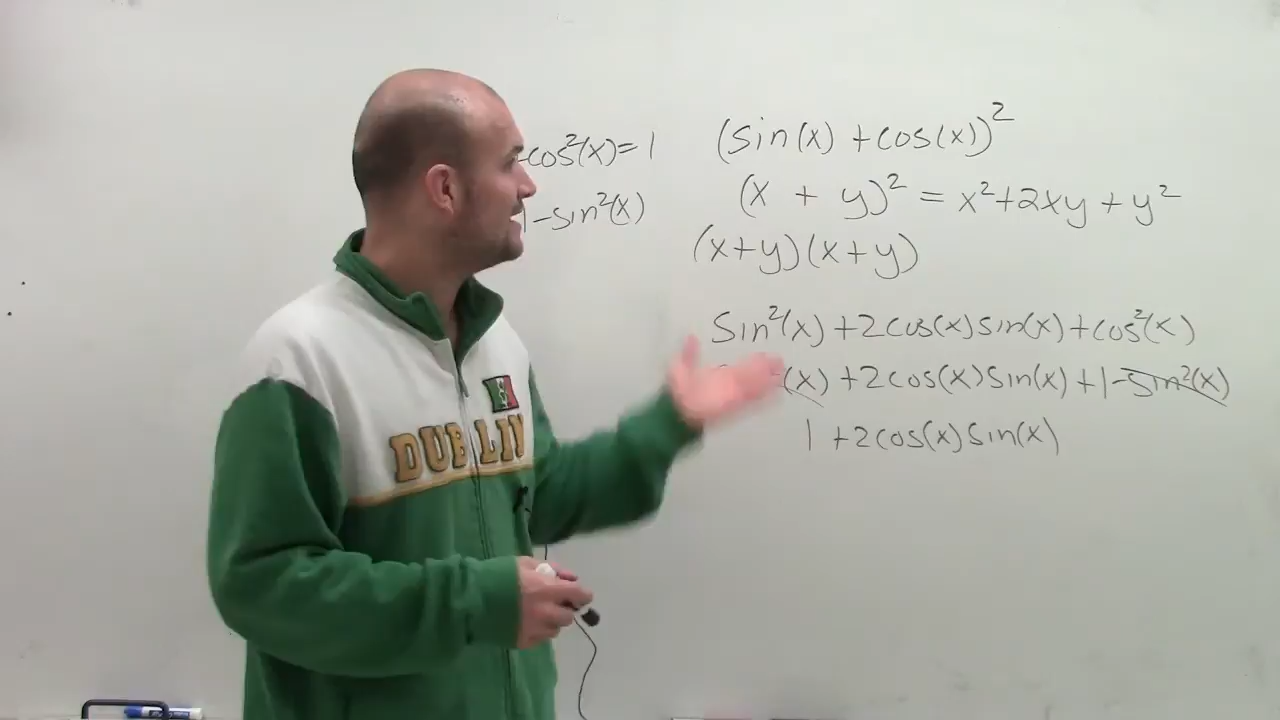 cos²(x)=1
1-sin²(x)
(sin(x) +cos(x))²
(x + y)² = x²+2xy+y²
(x+y)(x+y)
sin²(x) +2cos(x)sin(x)+cos²(x)
(x) +2cos(x)sin(x)+1-sin²(x)
1 +2cos(x)sin(x)
DUBLIN